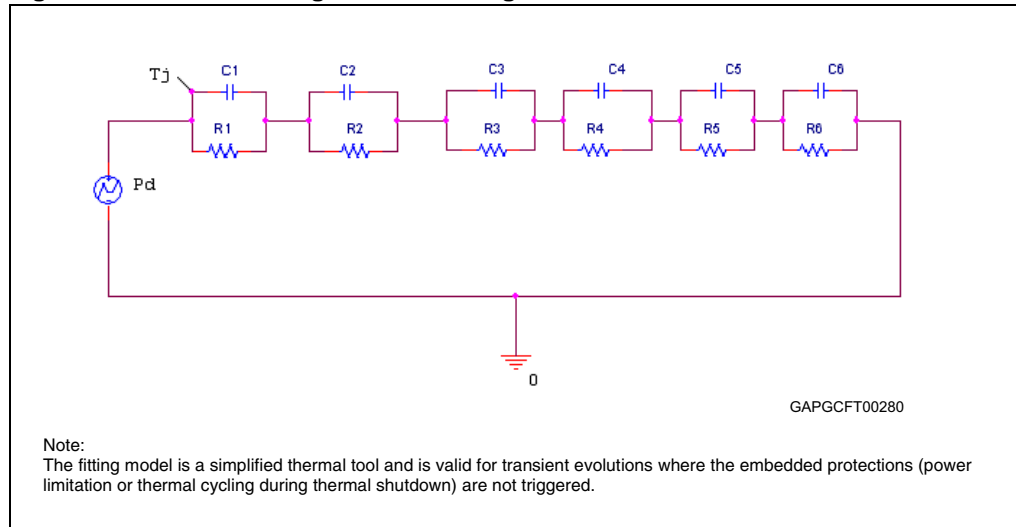 Tj C1 C2 C3 C4 C5 C6
R1 R2 R3 R4 R5 R6
Pd
0
GAPGCFT00280
Note:
The fitting model is a simplified thermal tool and is valid for transient evolutions where the embedded protections (power
limitation or thermal cycling during thermal shutdown) are not triggered.